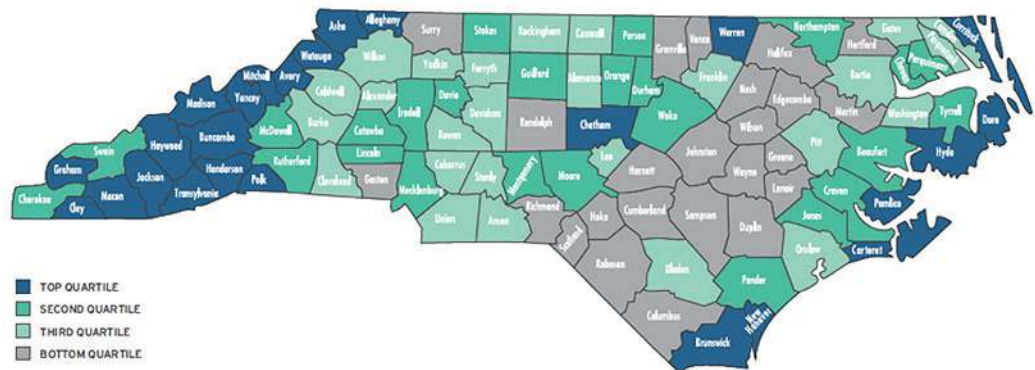 Ashe
Alleghany
Surry
Stokes
Rockingham
Caswell
Person
Granville
Vance
Warren
Northampton
Gates
Currituck
Halifax
Hertford
Perquimans
Chowan
Watauga
Wilkes
Yadkin
Forsyth
Guilford
Alamance
Orange
Durham
Franklin
Bertie
Mitchell
Avery
Yancey
Madison
Caldwell
Alexander
Davie
Iredell
Davidson
Nash
Edgecombe
Martin
Washington
Tyrrell
Dare
McDowell
Burke
Catawba
Rowan
Randolph
Chatham
Wake
Wilson
Pitt
Beaufort
Hyde
Swain
Haywood
Buncombe
Graham
Jackson
Henderson
Rutherford
Polk
Cleveland
Lincoln
Gaston
Cabarrus
Stanly
Montgomery
Moore
Lee
Harnett
Johnston
Wayne
Greene
Lenoir
Craven
Pamlico
Cherokee
Clay
Macon
Transylvania
Mecklenburg
Union
Anson
Richmond
Scotland
Hoke
Cumberland
Sampson
Duplin
Jones
Onslow
Carteret
Robeson
Bladen
Pender
Columbus
Brunswick
New Hanover
TOP QUARTILE
SECOND QUARTILE
THIRD QUARTILE
BOTTOM QUARTILE